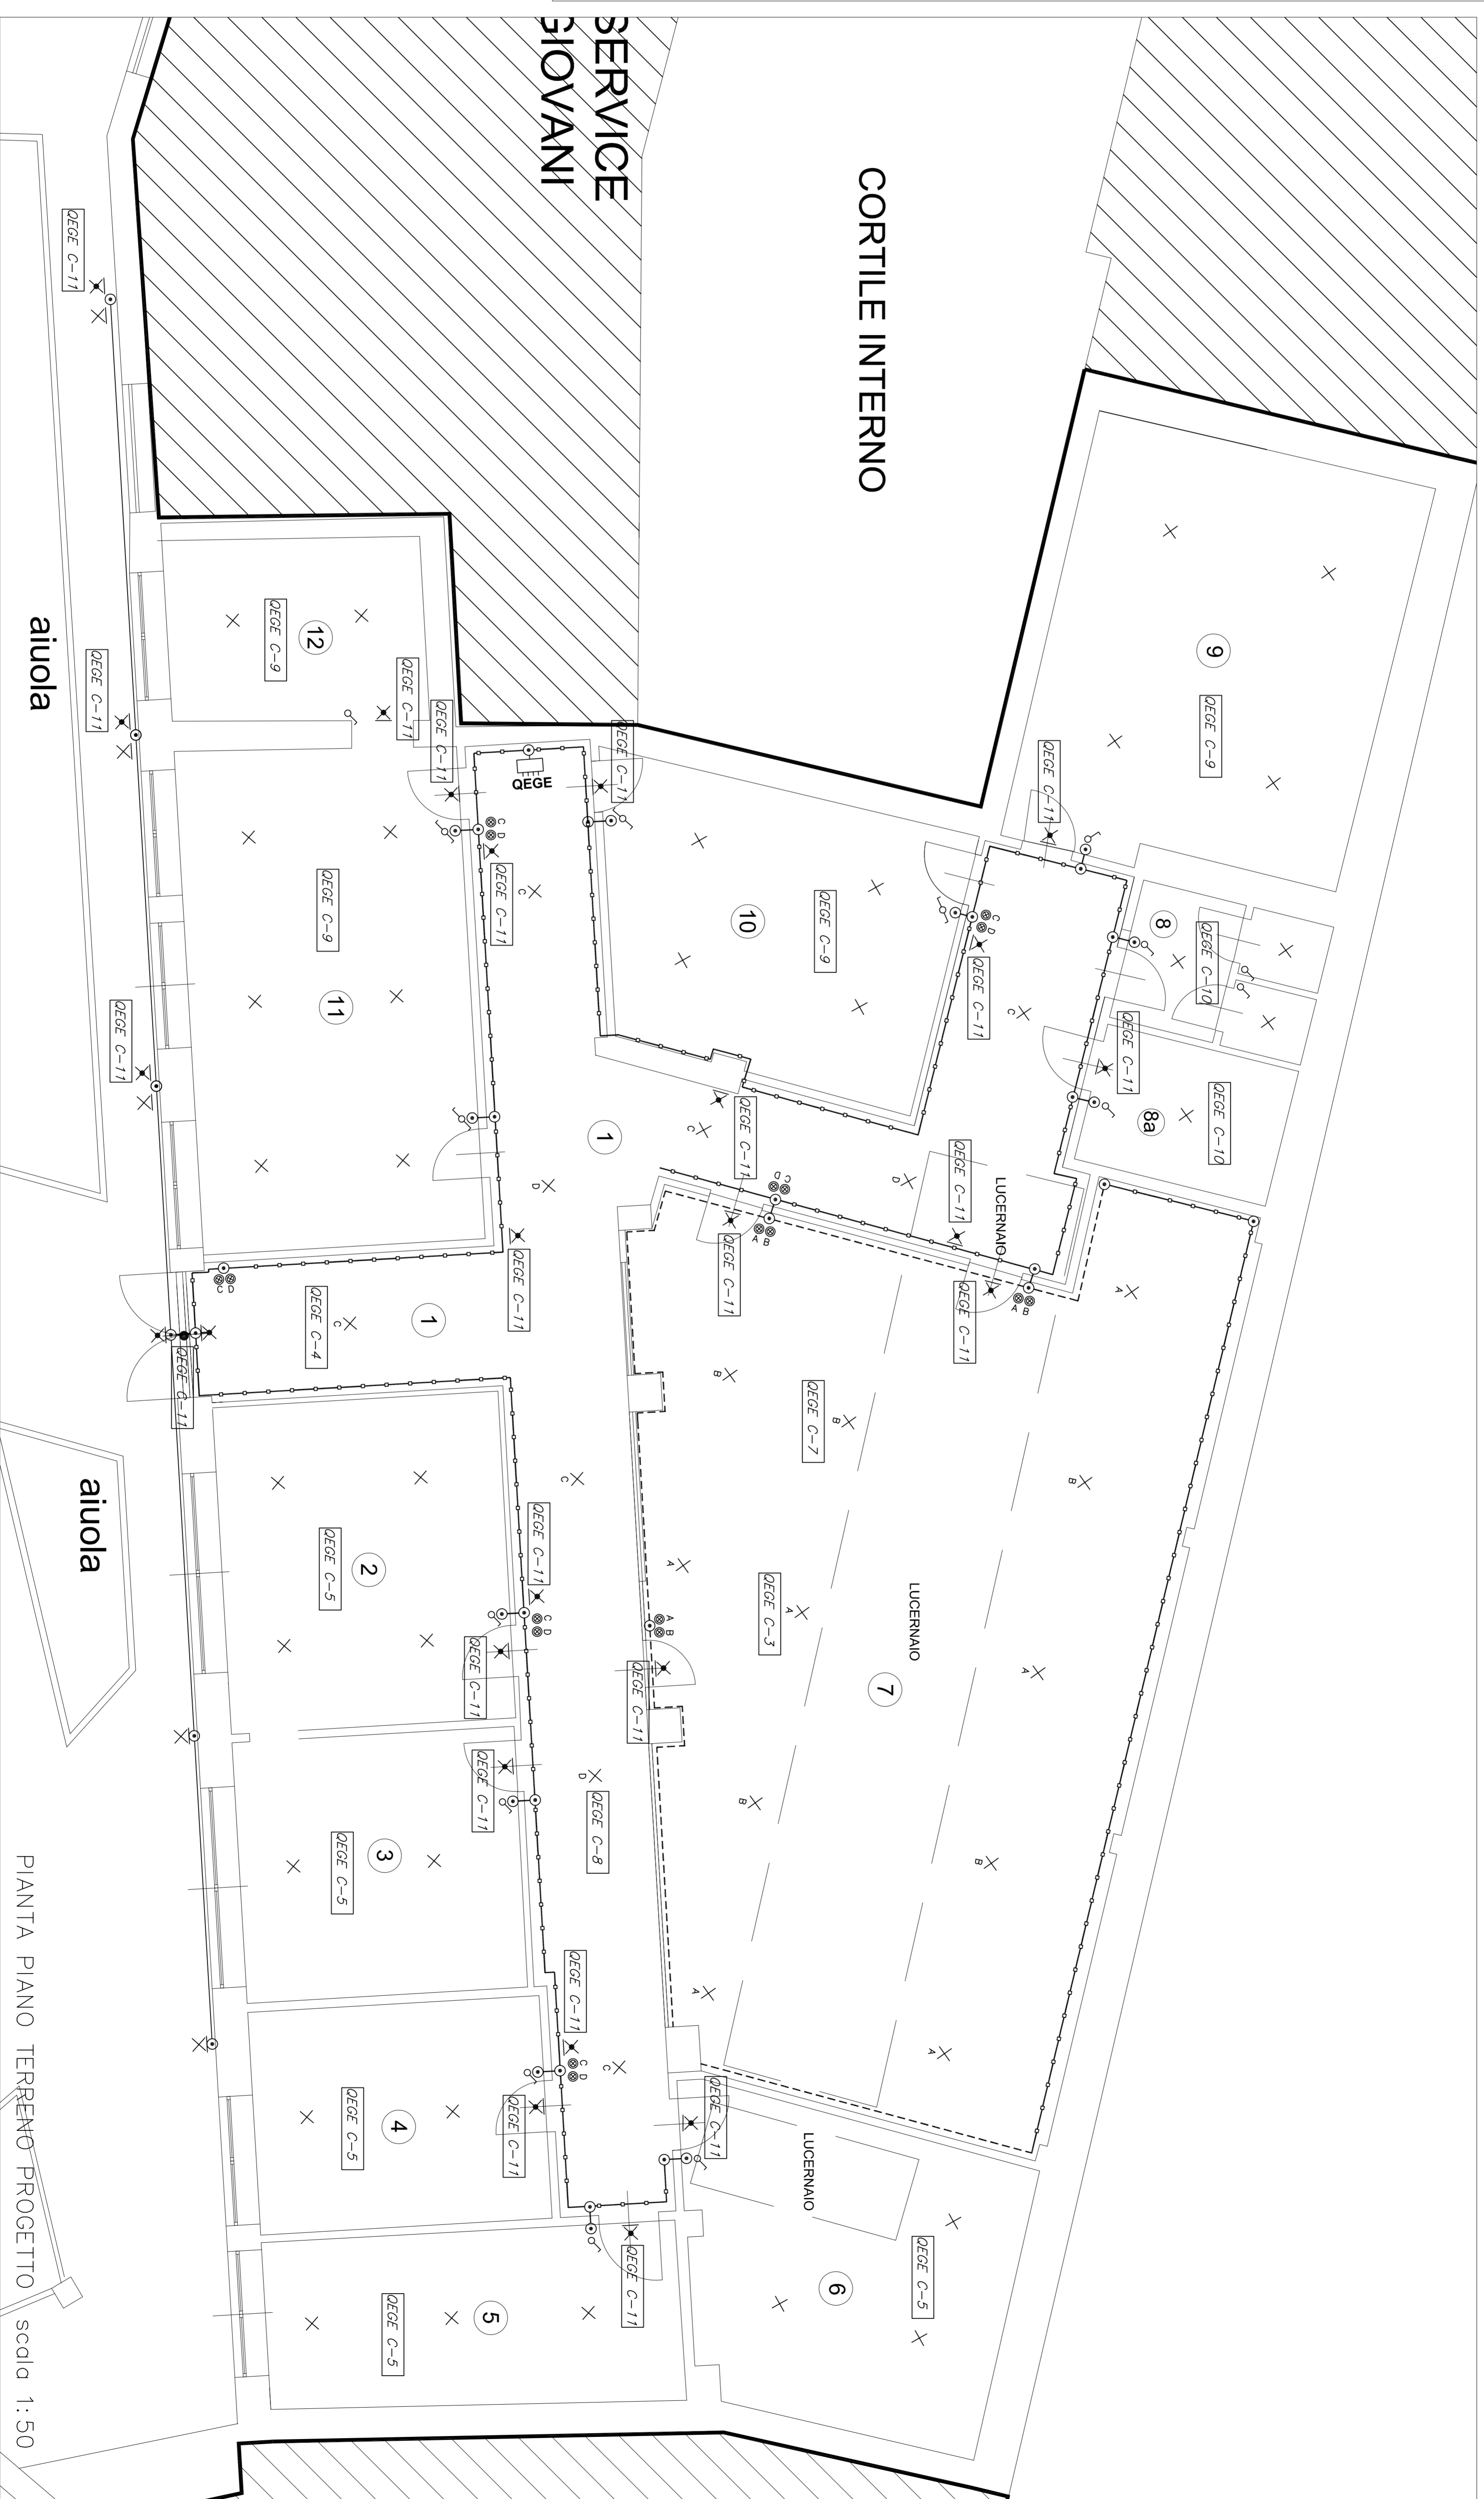 SERVICE
GIOVANI
CORTILE INTERNO
9
QEGE C-9
QEGE C-11
8
QEGE C-10
QEGE C-11
8a
QEGE C-10
10
QEGE C-9
C D
QEGE C-11
C
QEGE C-11
QEGE
QEGE C-11
QEGE C-11
12
QEGE C-9
C D
QEGE C-11
C
11
QEGE C-9
QEGE C-11
QEGE C-11
QEGE C-11
aiuola
1
C
QEGE C-11
D
QEGE C-11
LUCERNAIO
D
QEGE C-11
C D
A B
QEGE C-11
QEGE C-11
A B
A
1
QEGE C-4
C
C D
QEGE C-11
QEGE C-11
aiuola
B
QEGE C-7
B
B
A
QEGE C-3
A
LUCERNAIO
A
7
A B
QEGE C-11
B
B
A
A
C
QEGE C-11
C D
2
QEGE C-5
QEGE C-11
QEGE C-11
3
QEGE C-5
D
QEGE C-8
QEGE C-11
C D
C
4
QEGE C-5
QEGE C-11
QEGE C-11
LUCERNAIO
6
QEGE C-5
QEGE C-11
5
QEGE C-5
PIANTA PIANO TERRENO PROGETTO scala 1:50